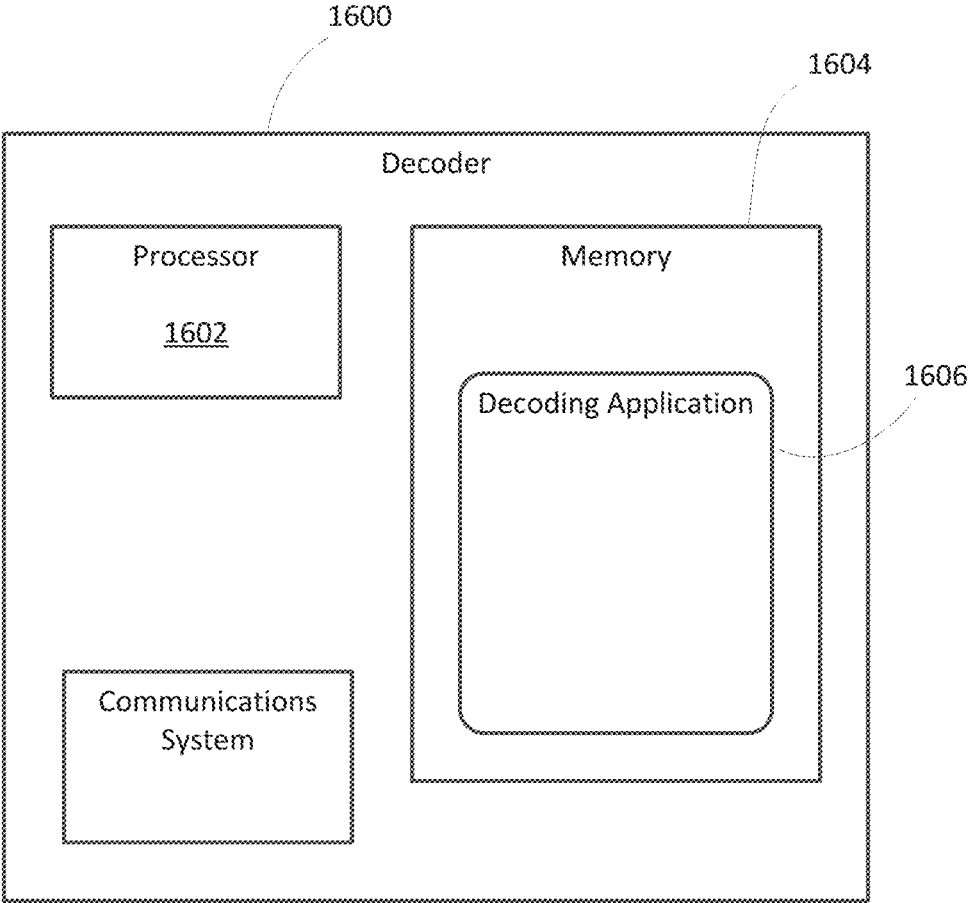 1600
1604
Decoder
Processor
1602
Memory
1606
Decoding Application
Communications
System